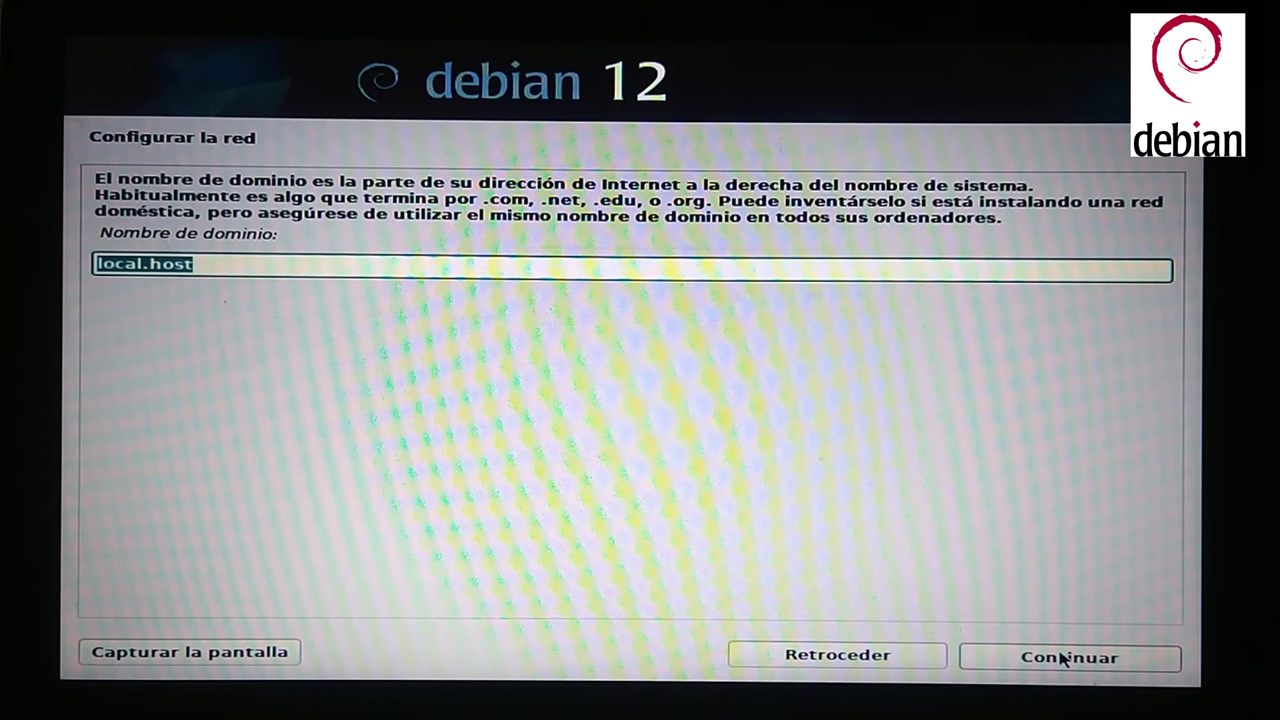 debian 12
debian
Configurar la red
El nombre de dominio es la parte de su dirección de Internet a la derecha del nombre de sistema.
Habitualmente es algo que termina por .com, .net, .edu, o .org. Puede inventárselo si está instalando una red
doméstica, pero asegúrese de utilizar el mismo nombre de dominio en todos sus ordenadores.
Nombre de dominio:
local.host
Capturar la pantalla
Retroceder
Continuar